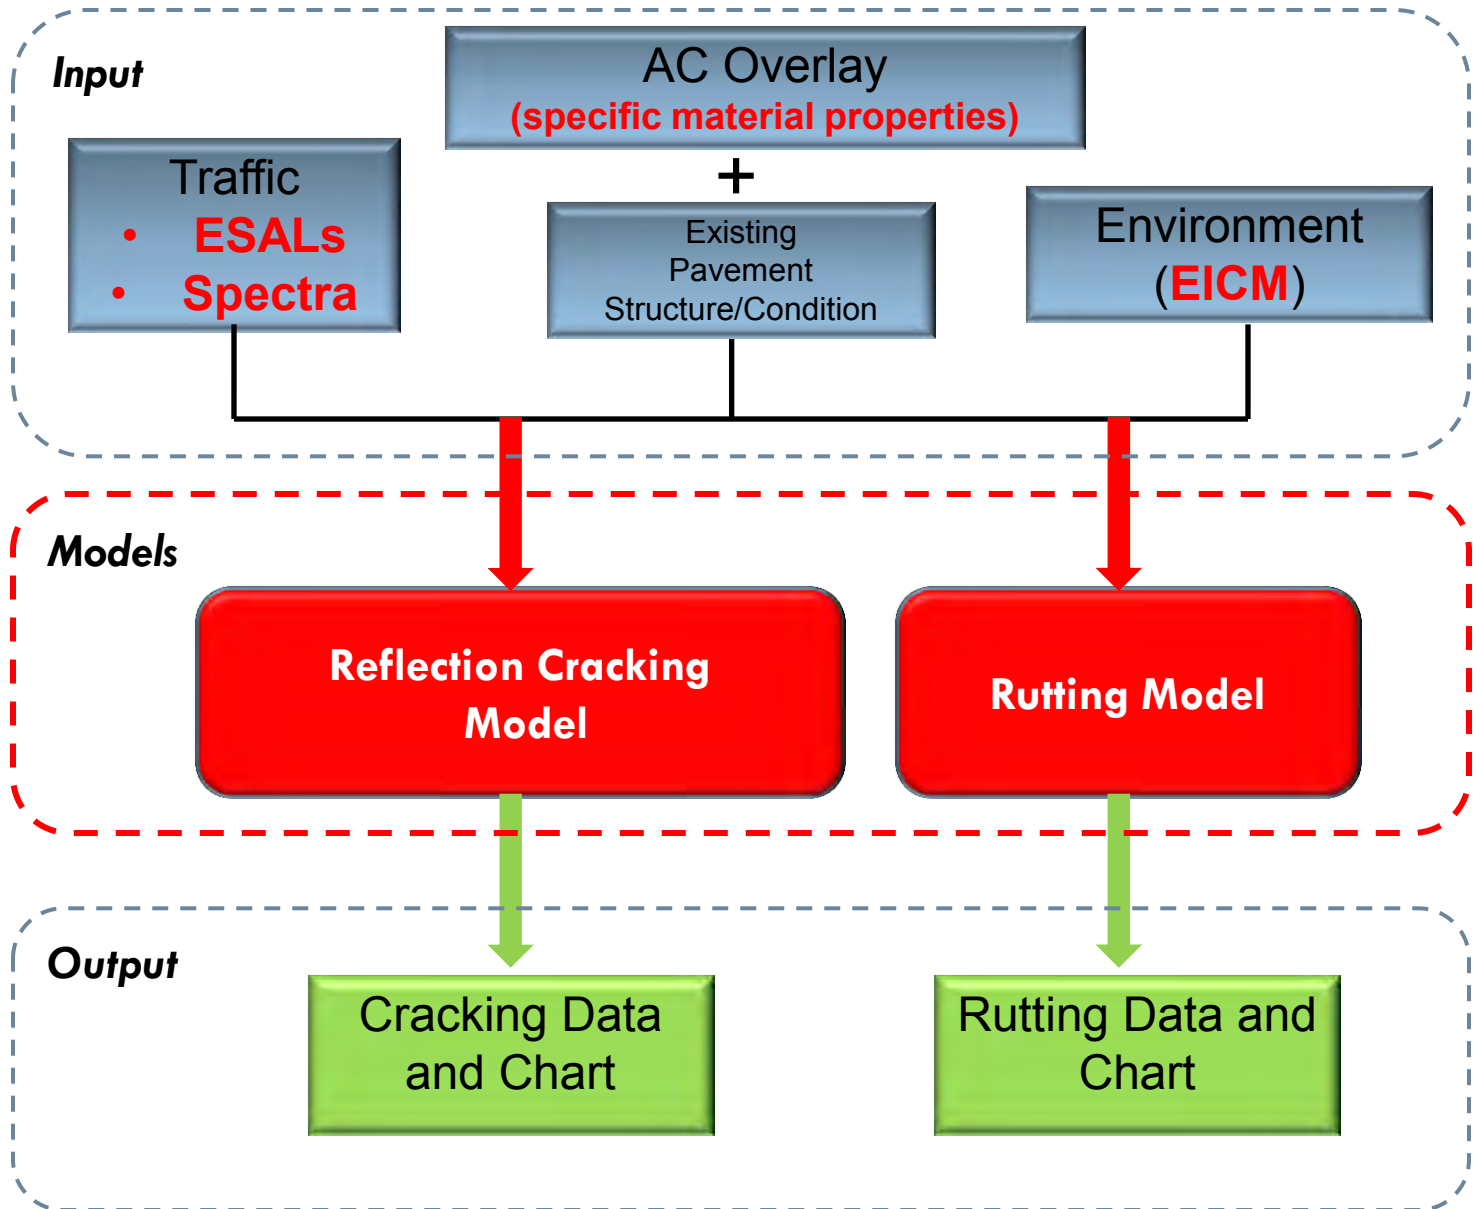 Input
AC Overlay
(specific material properties)
+
Traffic
• ESALs
• Spectra
Existing
Pavement
Structure/Condition
Environment
(EICM)
Models
Reflection Cracking
Model
Rutting Model
Output
Cracking Data
and Chart
Rutting Data and
Chart